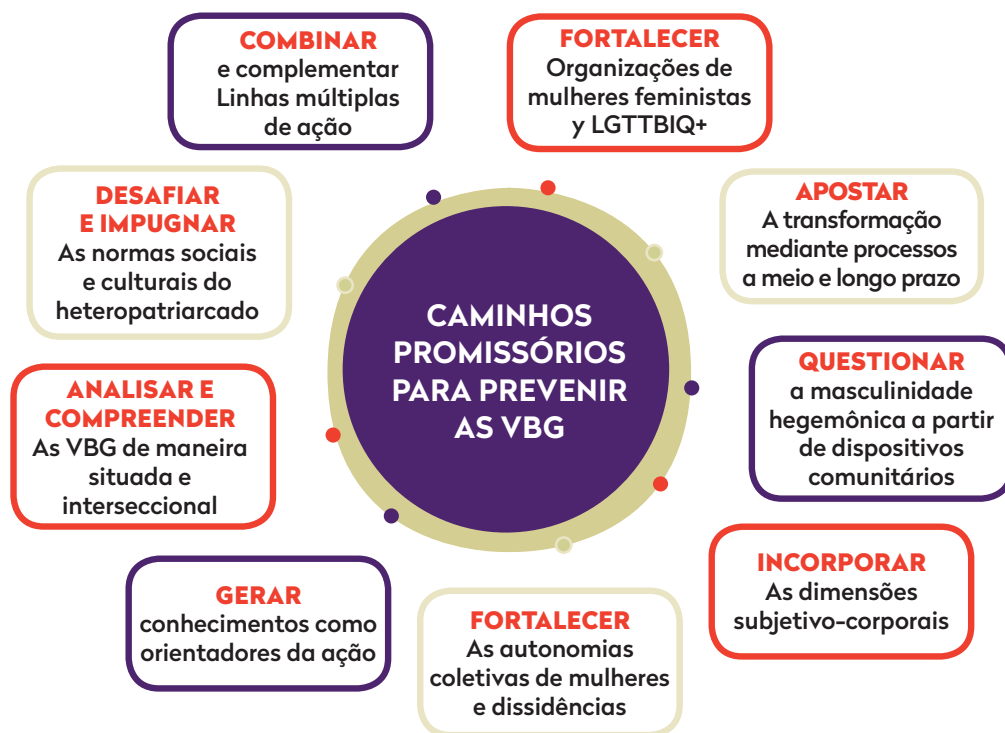 COMBINAR
e complementar
Linhas múltiplas
de ação
FORTALECER
Organizações de
mulheres feministas
y LGTTBIQ+
DESAFIAR
E IMPUGNAR
As normas sociais
e culturais do
heteropatriarcado
APOSTAR
A transformação
mediante processos
a meio e longo prazo
CAMINHOS
PROMISSÓRIOS
PARA PREVENIR
AS VBG
ANALISAR E
COMPREENDER
As VBG de maneira
situada e
interseccional
QUESTIONAR
a masculinidade
hegemônica a partir
de dispositivos
comunitários
GERAR
conhecimentos como
orientadores da ação
FORTALECER
As autonomias
coletivas de mulheres
e dissidências
INCORPORAR
As dimensões
subjetivo-corporais